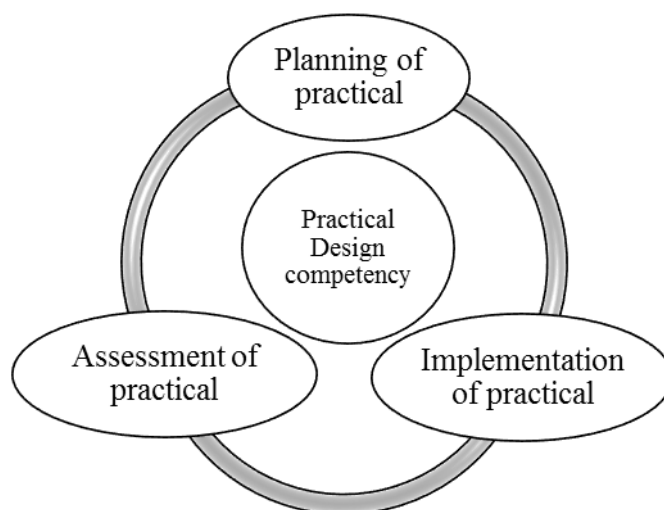 Planning of
practical
Practical
Design
competency
Assessment of
practical
Implementation
of practical